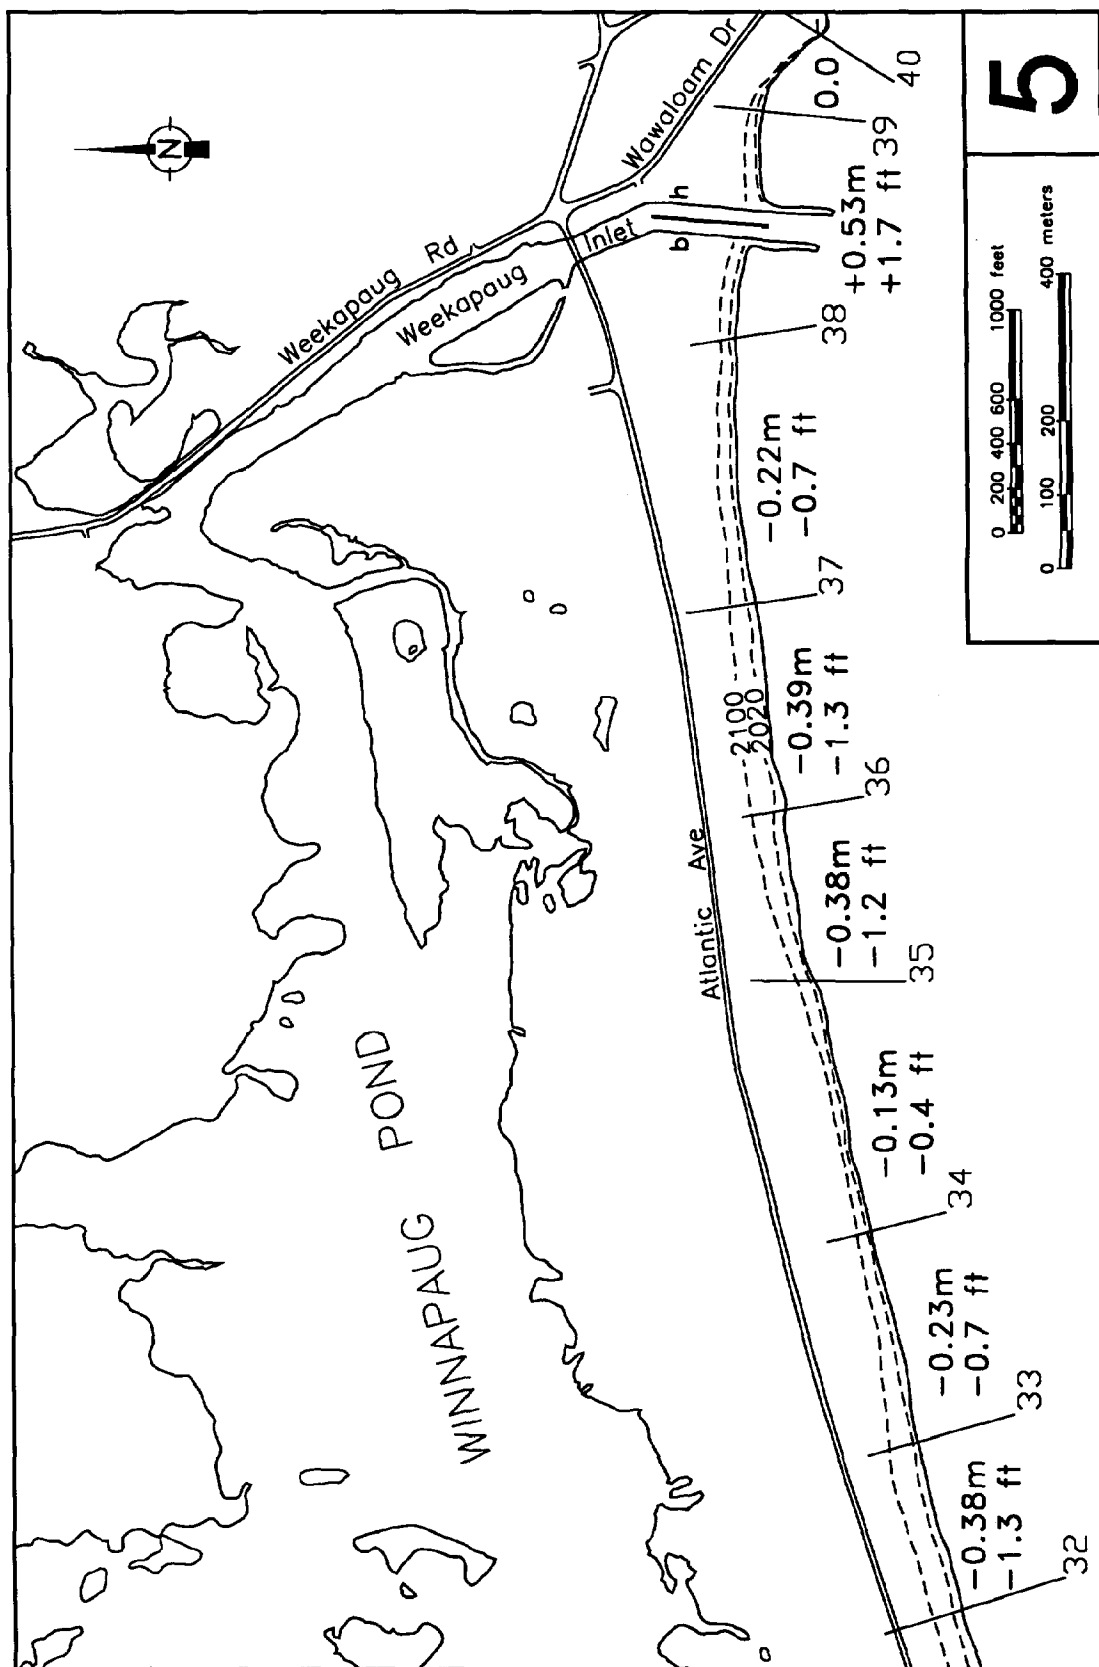 5
N
Weekapaug Rd
Weekapaug Inlet
Wawaloam Dr
b
h
Atlantic Ave
WINNAPAUG POND
2100
2020
32
-0.38m
-1.3 ft
33
-0.23m
-0.7 ft
34
-0.13m
-0.4 ft
35
-0.38m
-1.2 ft
36
-0.39m
-1.3 ft
37
-0.22m
-0.7 ft
38
+0.53m
+1.7 ft
39
0.0
40
0 200 400 600 1000 feet
0 100 200 400 meters